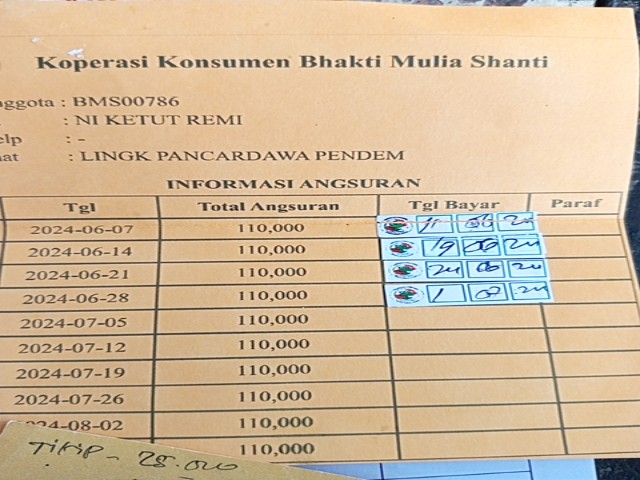 Koperasi Konsumen Bhakti Mulia Shanti
nggota : BMS00786
: NI KETUT REMI
elp : -
mat : LINGK PANCARDAWA PENDEM
INFORMASI ANGSURAN
Tgl Total Angsuran Tgl Bayar Paraf
2024-06-07 110,000 11 06 24
2024-06-14 110,000 19 06 24
2024-06-21 110,000 24 06 24
2024-06-28 110,000 1 07 24
2024-07-05 110,000
2024-07-12 110,000
2024-07-19 110,000
2024-07-26 110,000
024-08-02 110,000
110,000
TiTip - 25.000